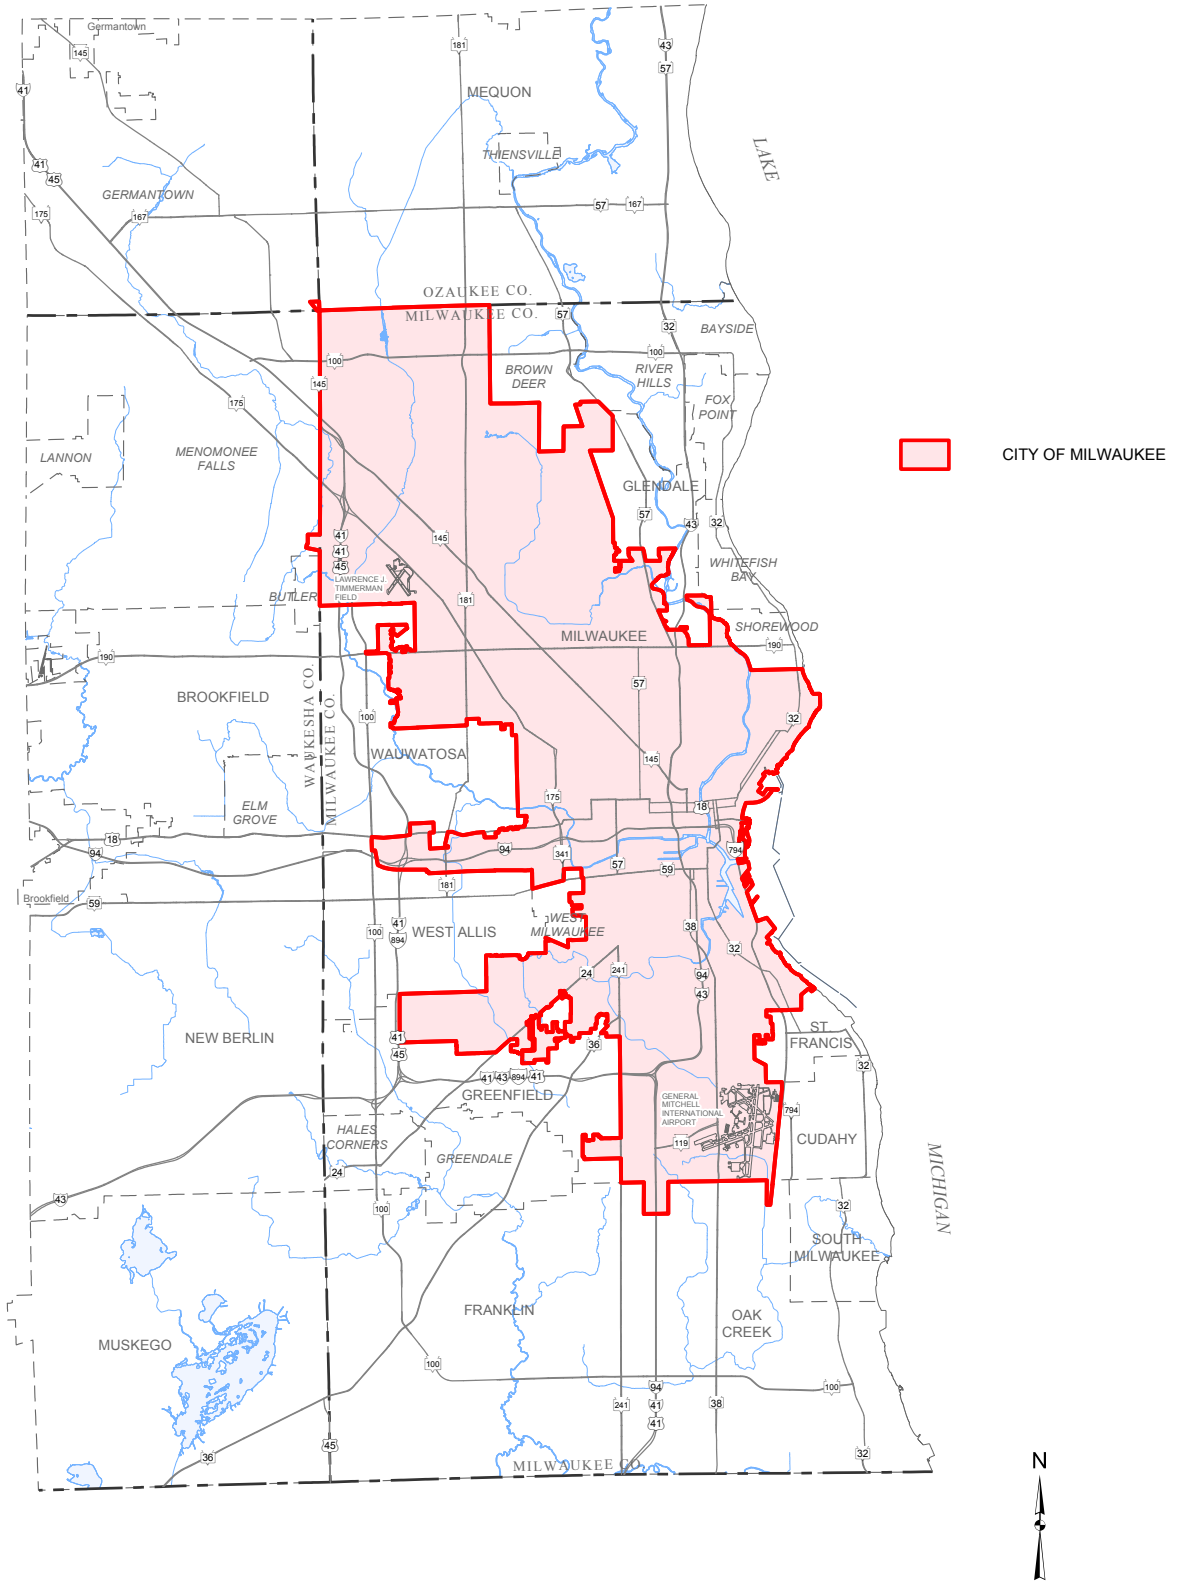 Germantown
145
181
43
57
41
MEQUON
LAKE
THIENSVILLE
41
45
GERMANTOWN
175
167
57
167
OZAUKEE CO.
MILWAUKEE CO.
57
32
BAYSIDE
100
100
BROWN
DEER
RIVER
HILLS
145
175
FOX
POINT
LANNON
MENOMONEE
FALLS
CITY OF MILWAUKEE
GLENDALE
57
43
32
41
145
41
45
WHITEFISH
BAY
LAWRENCE J.
TIMMERMAN
FIELD
BUTLER
181
SHOREWOOD
MILWAUKEE
190
190
WAUKESHA CO.
MILWAUKEE CO.
57
BROOKFIELD
100
32
WAUWATOSA
145
175
ELM
GROVE
18
18
94
94
341
57
59
794
181
Brookfield
59
41
894
100
WEST ALLIS
WEST
MILWAUKEE
38
32
24
241
94
43
NEW BERLIN
41
45
36
ST.
FRANCIS
32
41
43
894
41
GREENFIELD
GENERAL
MITCHELL
INTERNATIONAL
AIRPORT
794
HALES
CORNERS
119
CUDAHY
GREENDALE
MICHIGAN
24
43
100
32
SOUTH
MILWAUKEE
FRANKLIN
OAK
CREEK
MUSKEGO
100
94
100
241
41
38
41
45
36
32
MILWAUKEE CO.
N